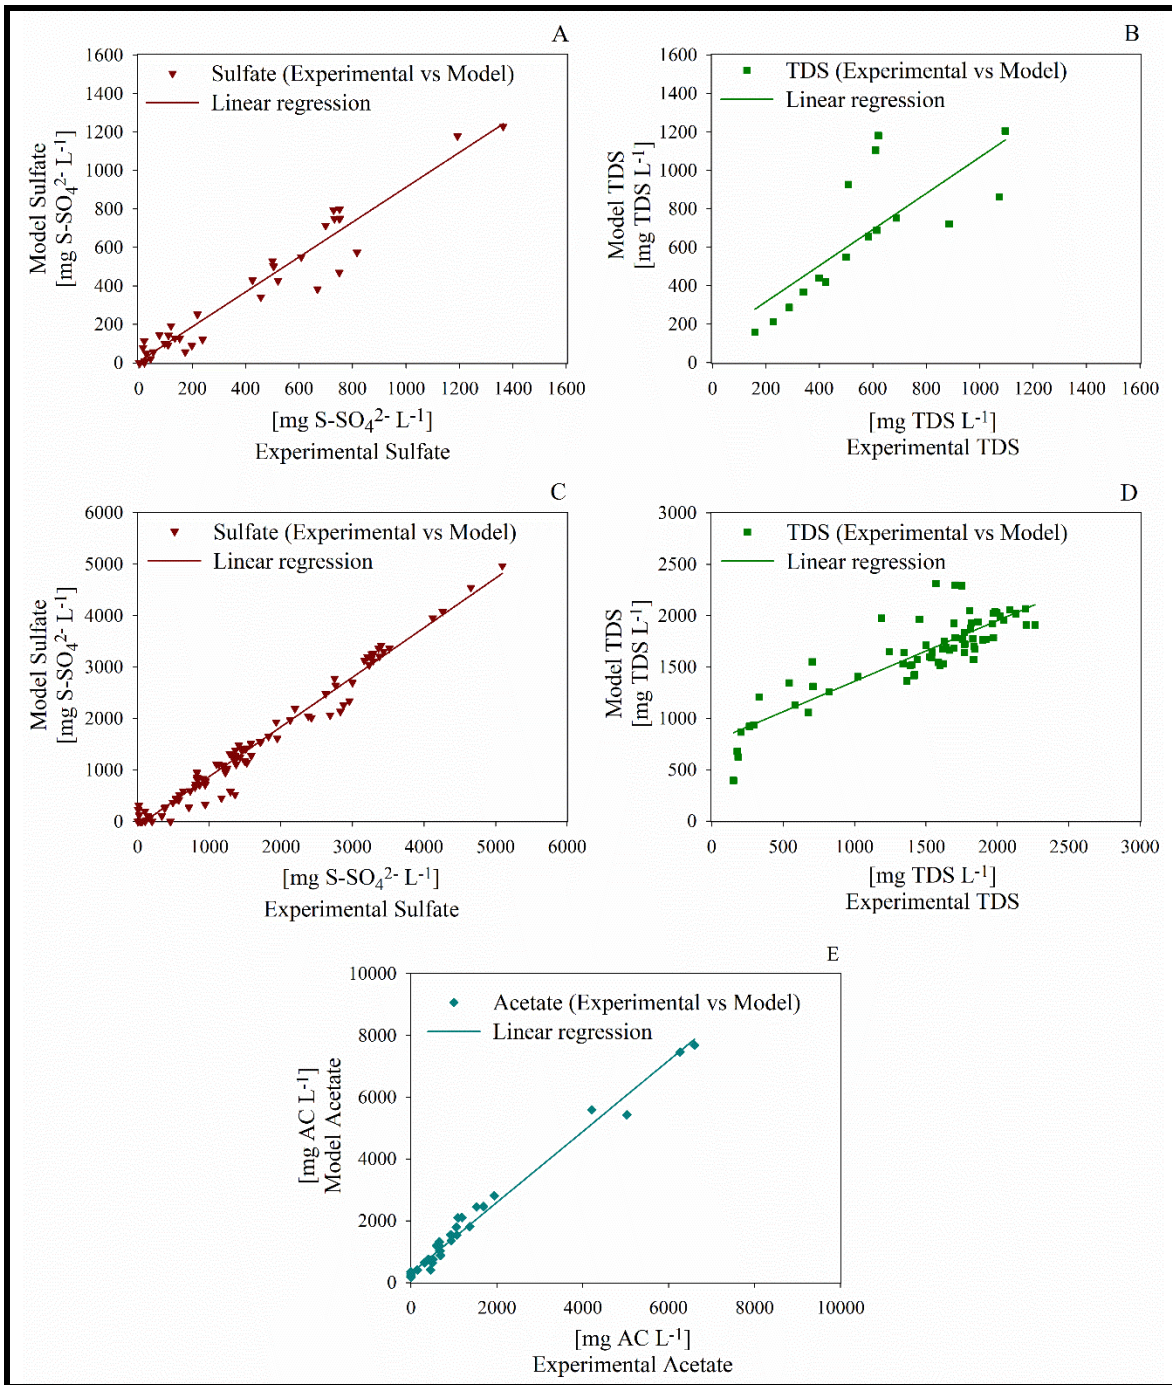 A
1600
1400
1200
1000
800
600
400
200
0
Model Sulfate
[mg S-SO₄²⁻ L⁻¹]
Sulfate (Experimental vs Model)
Linear regression
0 200 400 600 800 1000 1200 1400 1600
[mg S-SO₄²⁻ L⁻¹]
Experimental Sulfate
B
1600
1400
1200
1000
800
600
400
200
0
Model TDS
[mg TDS L⁻¹]
TDS (Experimental vs Model)
Linear regression
0 200 400 600 800 1000 1200 1400 1600
[mg TDS L⁻¹]
Experimental TDS
C
6000
5000
4000
3000
2000
1000
0
Model Sulfate
[mg S-SO₄²⁻ L⁻¹]
Sulfate (Experimental vs Model)
Linear regression
0 1000 2000 3000 4000 5000 6000
[mg S-SO₄²⁻ L⁻¹]
Experimental Sulfate
D
3000
2500
2000
1500
1000
500
0
Model TDS
[mg TDS L⁻¹]
TDS (Experimental vs Model)
Linear regression
0 500 1000 1500 2000 2500 3000
[mg TDS L⁻¹]
Experimental TDS
E
10000
8000
6000
4000
2000
0
[mg AC L⁻¹]
Model Acetate
Acetate (Experimental vs Model)
Linear regression
0 2000 4000 6000 8000 10000
[mg AC L⁻¹]
Experimental Acetate